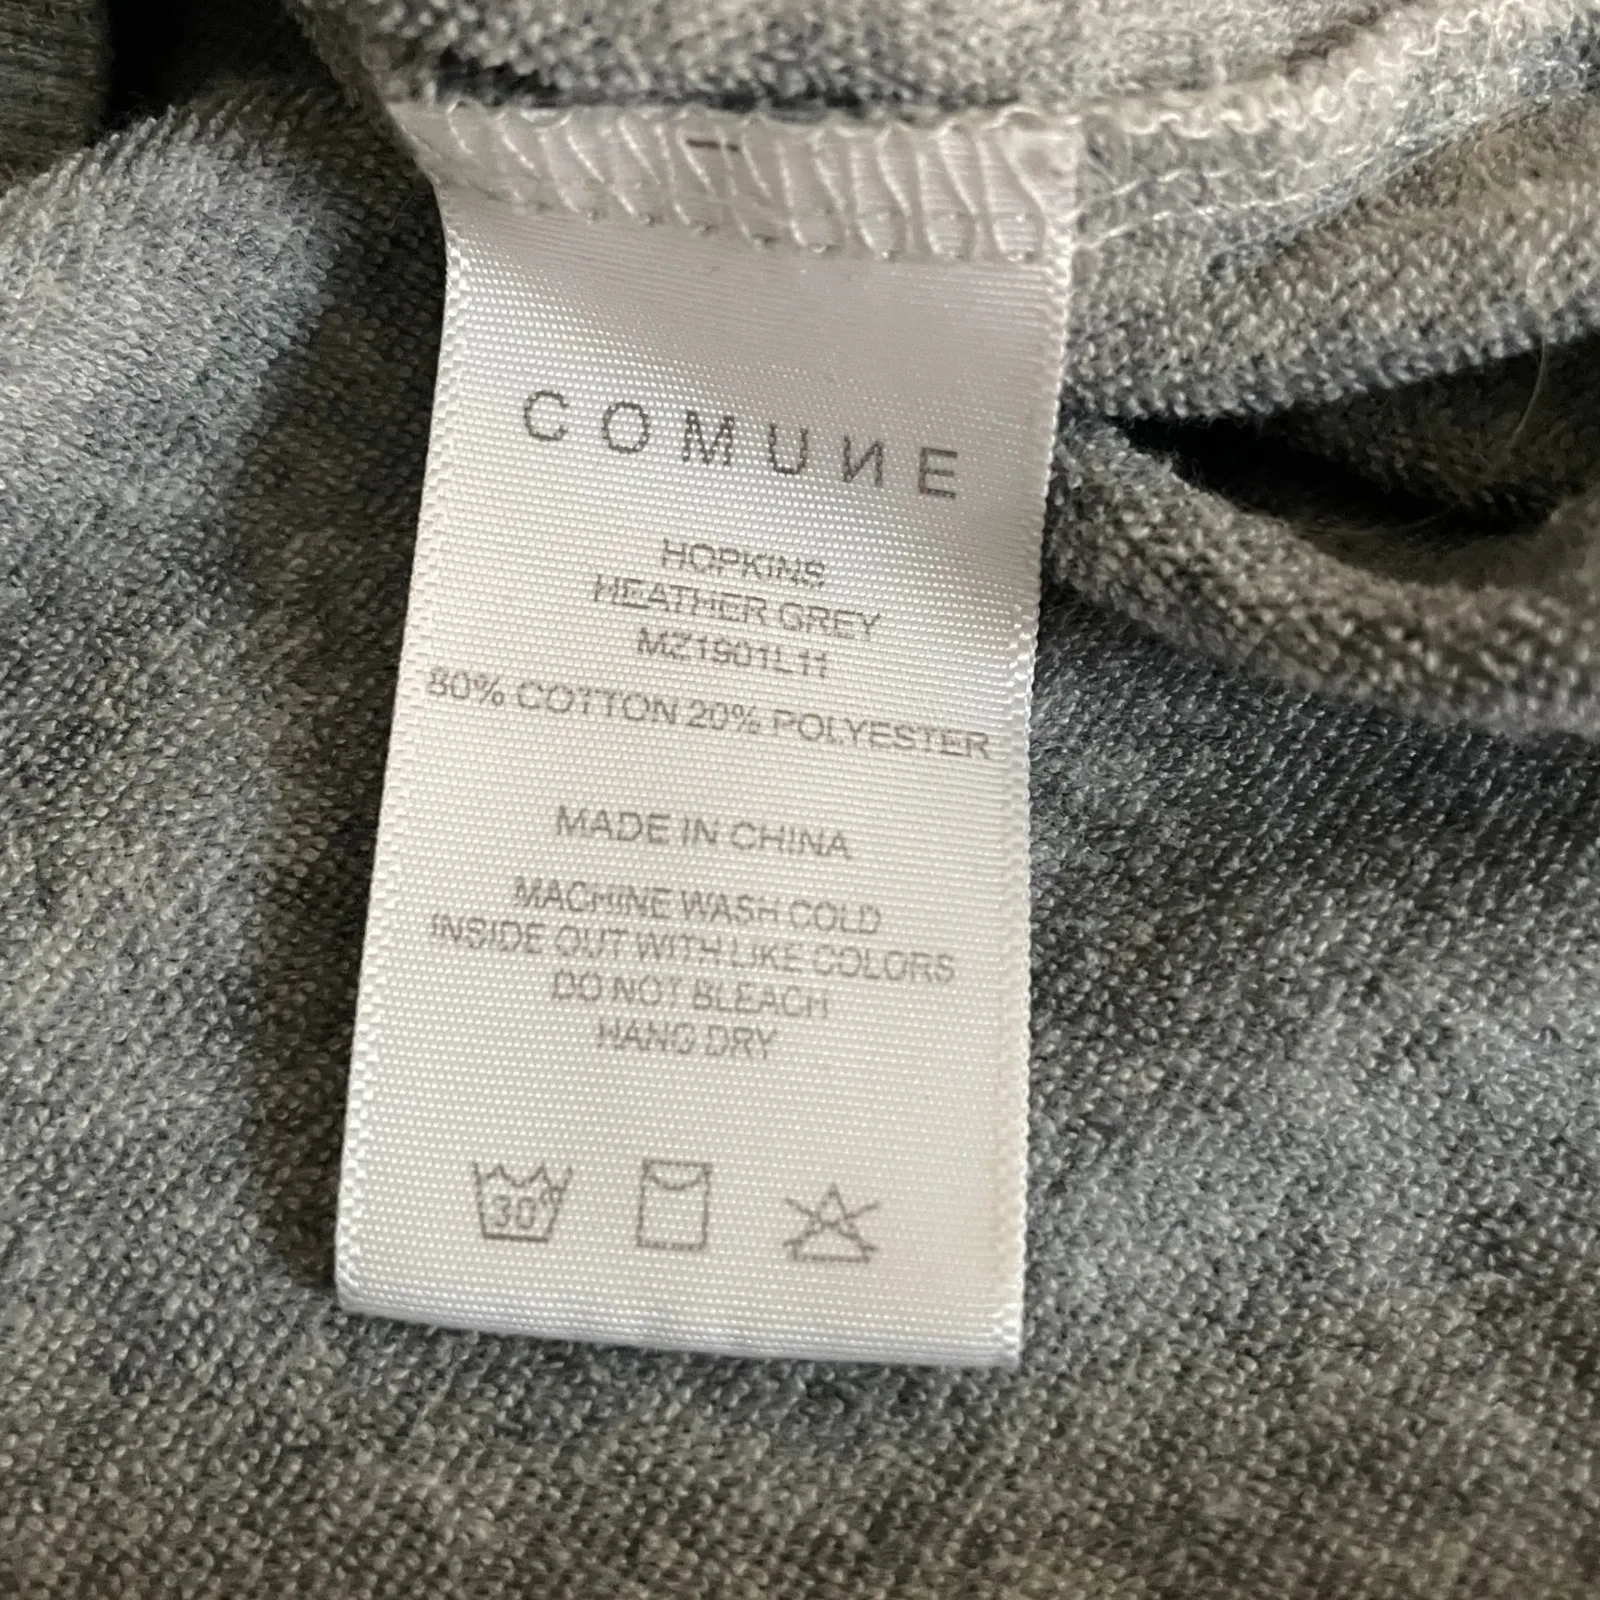 COMUИE
HOPKINS
HEATHER GREY
MZ1901L11
80% COTTON 20% POLYESTER
MADE IN CHINA
MACHINE WASH COLD
INSIDE OUT WITH LIKE COLORS
DO NOT BLEACH
HANG DRY
30°